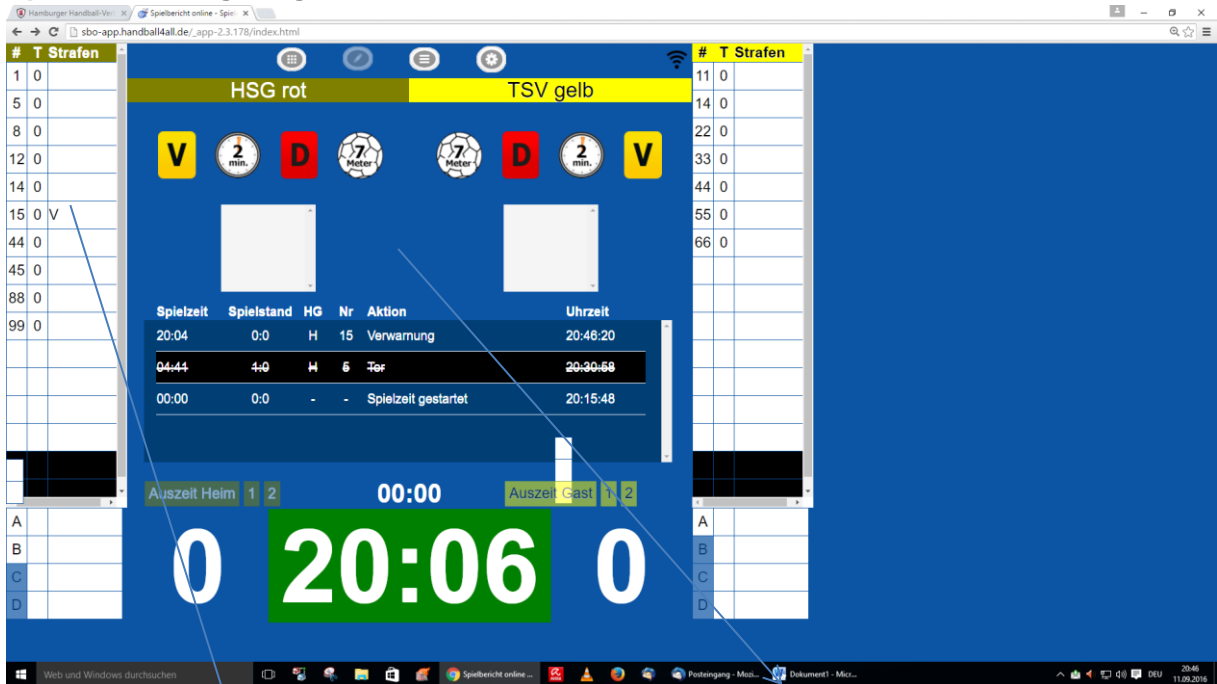 Hamburger Handball-Ver Spielbericht online - Spiel
sbo-app.handball4all.de/_app-2.3.178/index.html
# T Strafen
1 0
5 0
8 0
12 0
14 0
15 0 V
44 0
45 0
88 0
99 0
A
B
C
D
HSG rot TSV gelb
V 2 min. D 7 Meter 7 Meter D 2 min. V
Spielzeit Spielstand HG Nr Aktion Uhrzeit
20:04 0:0 H 15 Verwarnung 20:46:20
04:41 1:0 H 5 Tor 20:30:58
00:00 0:0 - - Spielzeit gestartet 20:15:48
Auszeit Heim 1 2 00:00 Auszeit Gast 1 2
0 20:06 0
# T Strafen
11 0
14 0
22 0
33 0
44 0
55 0
66 0
A
B
C
D
Web und Windows durchsuchen Spielbericht online ... Posteingang - Mozi... Dokument1 - Micr... DEU 20:46
11.09.2016